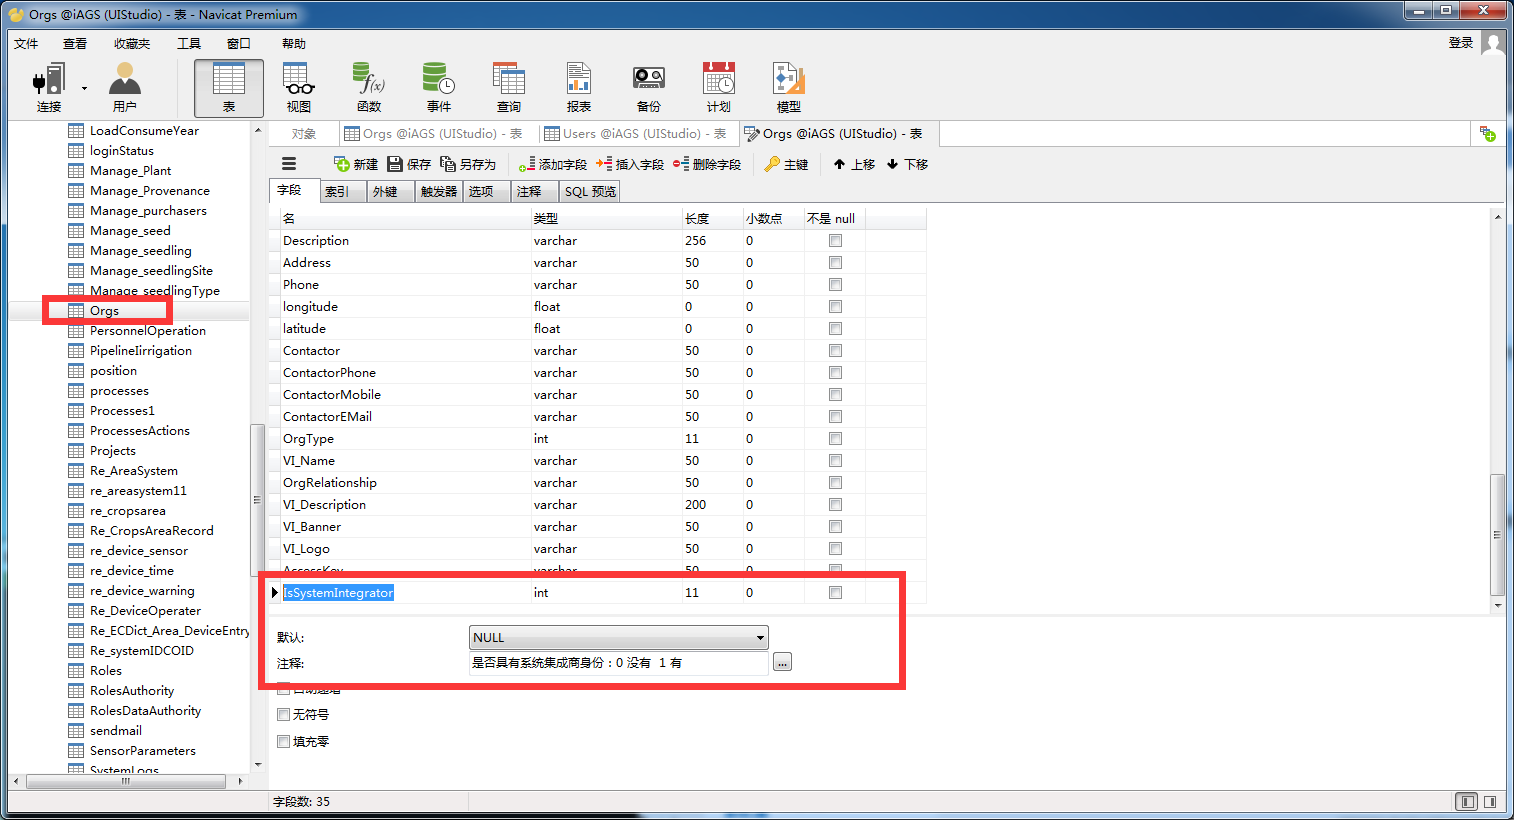 Orgs @iAGS (UIStudio) - 表 - Navicat Premium
文件 查看 收藏夹 工具 窗口 帮助 登录
连接 用户 表 视图 函数 事件 查询 报表 备份 计划 模型
LoadConsumeYear
loginStatus
Manage_Plant
Manage_Provenance
Manage_purchasers
Manage_seed
Manage_seedling
Manage_seedlingSite
Manage_seedlingType
Orgs
PersonnelOperation
PipelineIirrigation
position
processes
Processes1
ProcessesActions
Projects
Re_AreaSystem
re_areasystem11
re_cropsarea
Re_CropsAreaRecord
re_device_sensor
re_device_time
re_device_warning
Re_DeviceOperater
Re_ECDict_Area_DeviceEntry
Re_systemIDCOID
Roles
RolesAuthority
RolesDataAuthority
sendmail
SensorParameters
SystemLogs
对象 Orgs @iAGS (UIStudio) - 表 Users @iAGS (UIStudio) - 表 Orgs @iAGS (UIStudio) - 表
新建 保存 另存为 添加字段 插入字段 删除字段 主键 上移 下移
字段 索引 外键 触发器 选项 注释 SQL 预览
名 类型 长度 小数点 不是 null
Description varchar 256 0
Address varchar 50 0
Phone varchar 50 0
longitude float 0 0
latitude float 0 0
Contactor varchar 50 0
ContactorPhone varchar 50 0
ContactorMobile varchar 50 0
ContactorEMail varchar 50 0
OrgType int 11 0
VI_Name varchar 50 0
OrgRelationship varchar 50 0
VI_Description varchar 200 0
VI_Banner varchar 50 0
VI_Logo varchar 50 0
AccessKey varchar 50 0
IsSystemIntegrator int 11 0
默认: NULL
注释: 是否具有系统集成商身份：0 没有 1 有 ...
自动递增
无符号
填充零
字段数: 35